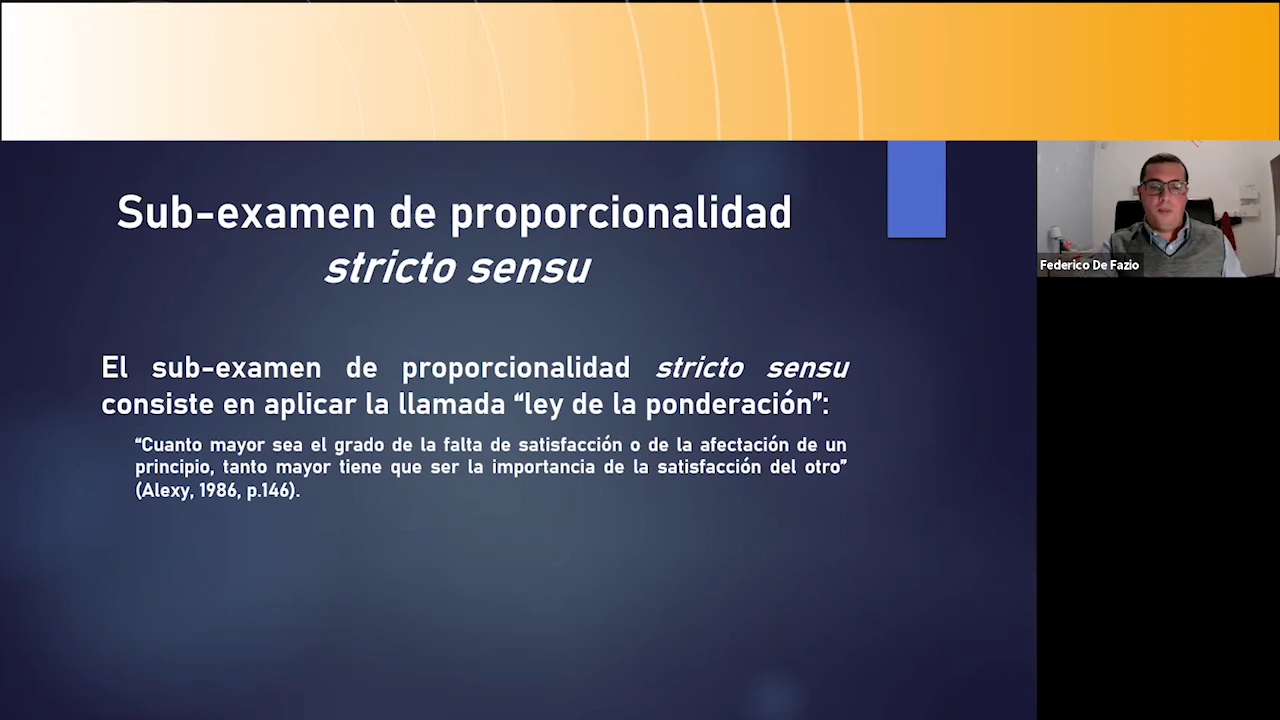 Sub-examen de proporcionalidad
stricto sensu
El sub-examen de proporcionalidad stricto sensu
consiste en aplicar la llamada “ley de la ponderación”:
“Cuanto mayor sea el grado de la falta de satisfacción o de la afectación de un
principio, tanto mayor tiene que ser la importancia de la satisfacción del otro”
(Alexy, 1986, p.146).
Federico De Fazio